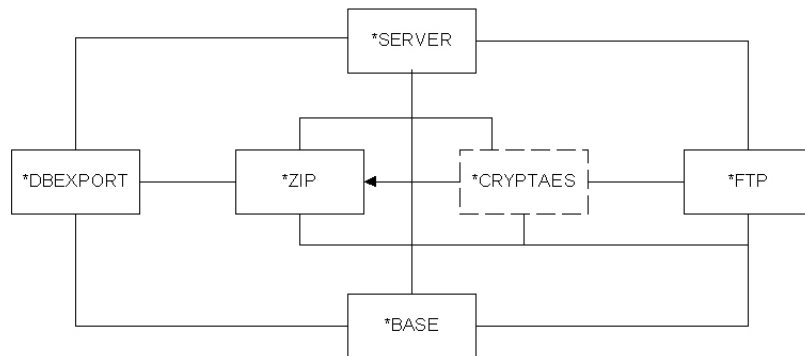 *SERVER
*DBEXPORT
*ZIP
*CRYPTAES
*FTP
*BASE